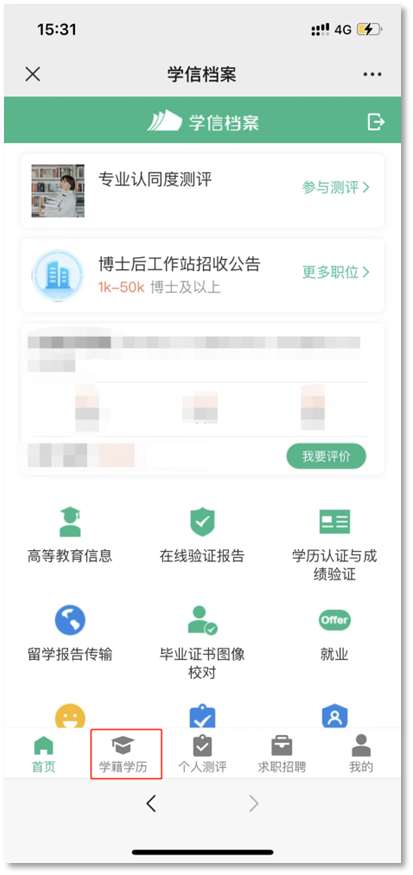 15:31
4G
学信档案
学信档案
专业认同度测评
参与测评
博士后工作站招收公告
更多职位
1k-50k 博士及以上
我要评价
高等教育信息
在线验证报告
学历认证与成
绩验证
Offer
留学报告传输
毕业证书图像
校对
就业
首页
学籍学历
个人测评
求职招聘
我的